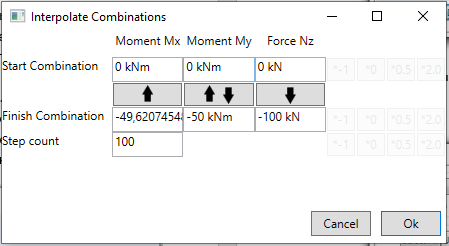 Interpolate Combinations
Moment Mx Moment My Force Nz
Start Combination 0 kNm 0 kNm 0 kN *-1 *0 *0.5 *2.0
Finish Combination -49,62074548 -50 kNm -100 kN *-1 *0 *0.5 *2.0
Step count 100
Cancel Ok